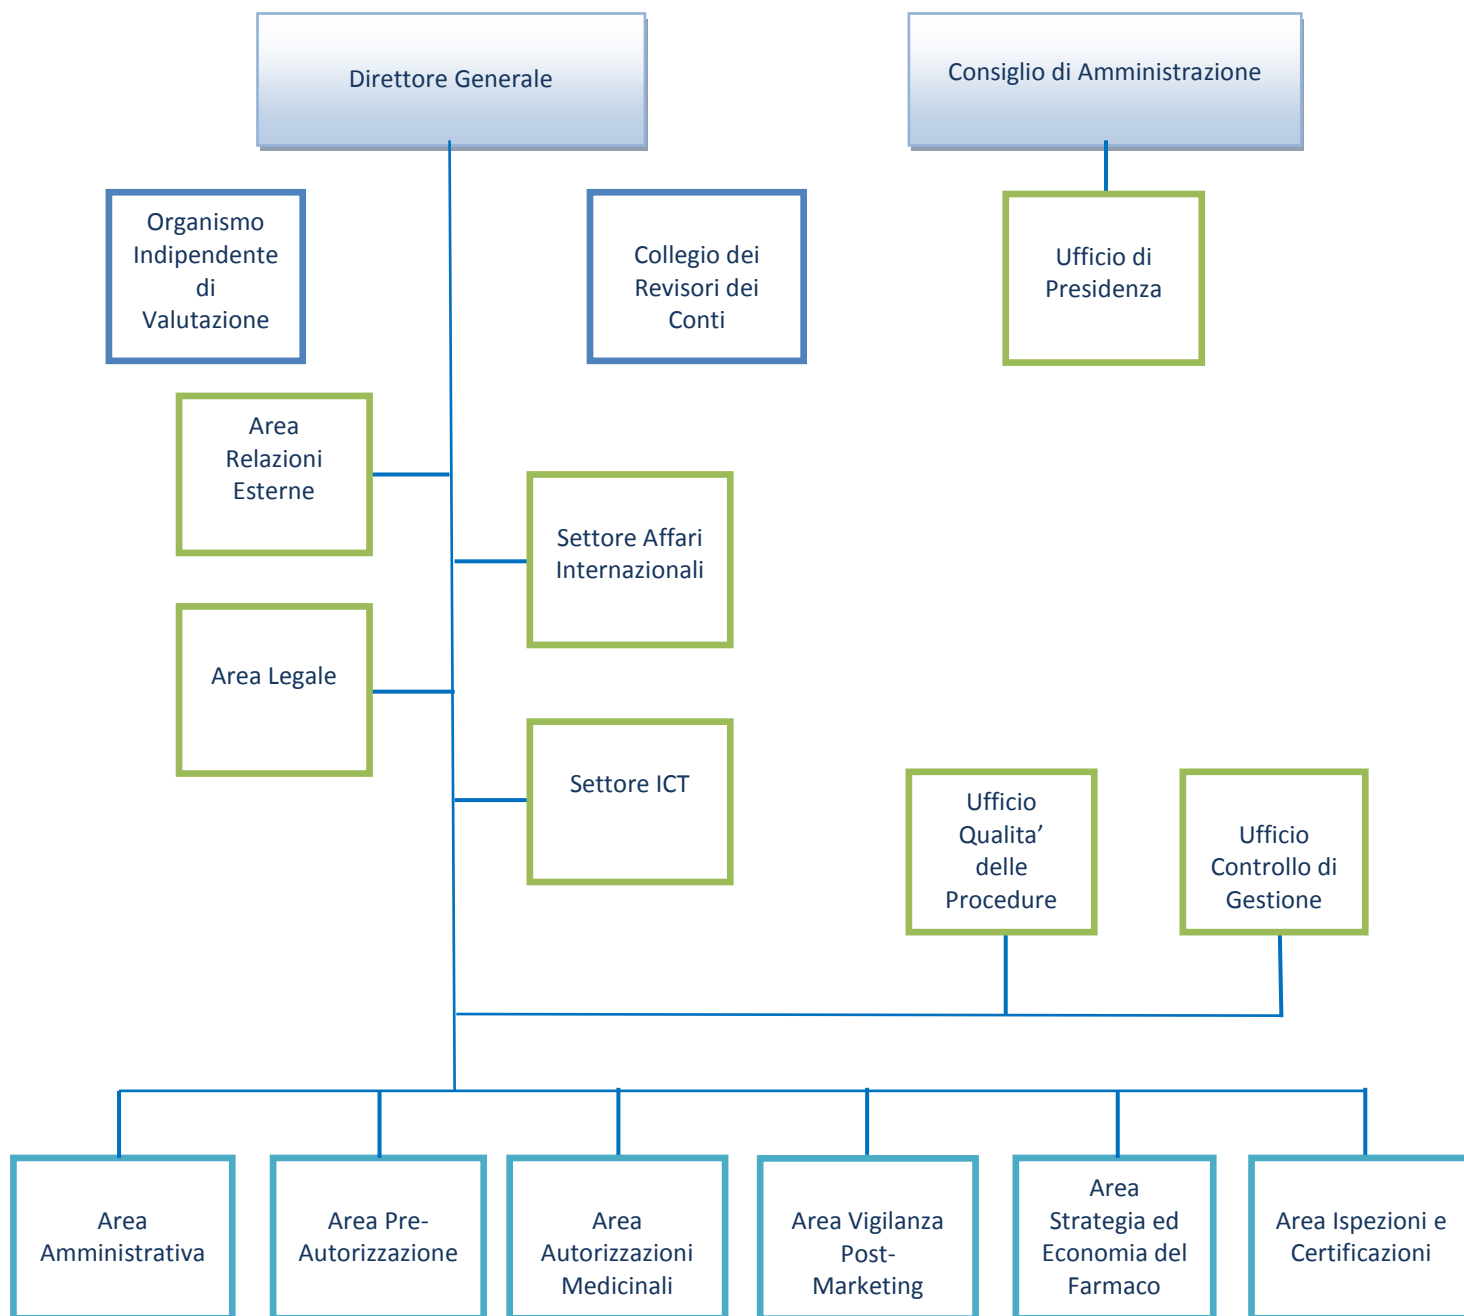 Direttore Generale
Consiglio di Amministrazione
Organismo
Indipendente
di
Valutazione
Collegio dei
Revisori dei
Conti
Ufficio di
Presidenza
Area
Relazioni
Esterne
Settore Affari
Internazionali
Area Legale
Settore ICT
Ufficio
Qualita’
delle
Procedure
Ufficio
Controllo di
Gestione
Area
Amministrativa
Area Pre-
Autorizzazione
Area
Autorizzazioni
Medicinali
Area Vigilanza
Post-
Marketing
Area
Strategia ed
Economia del
Farmaco
Area Ispezioni e
Certificazioni